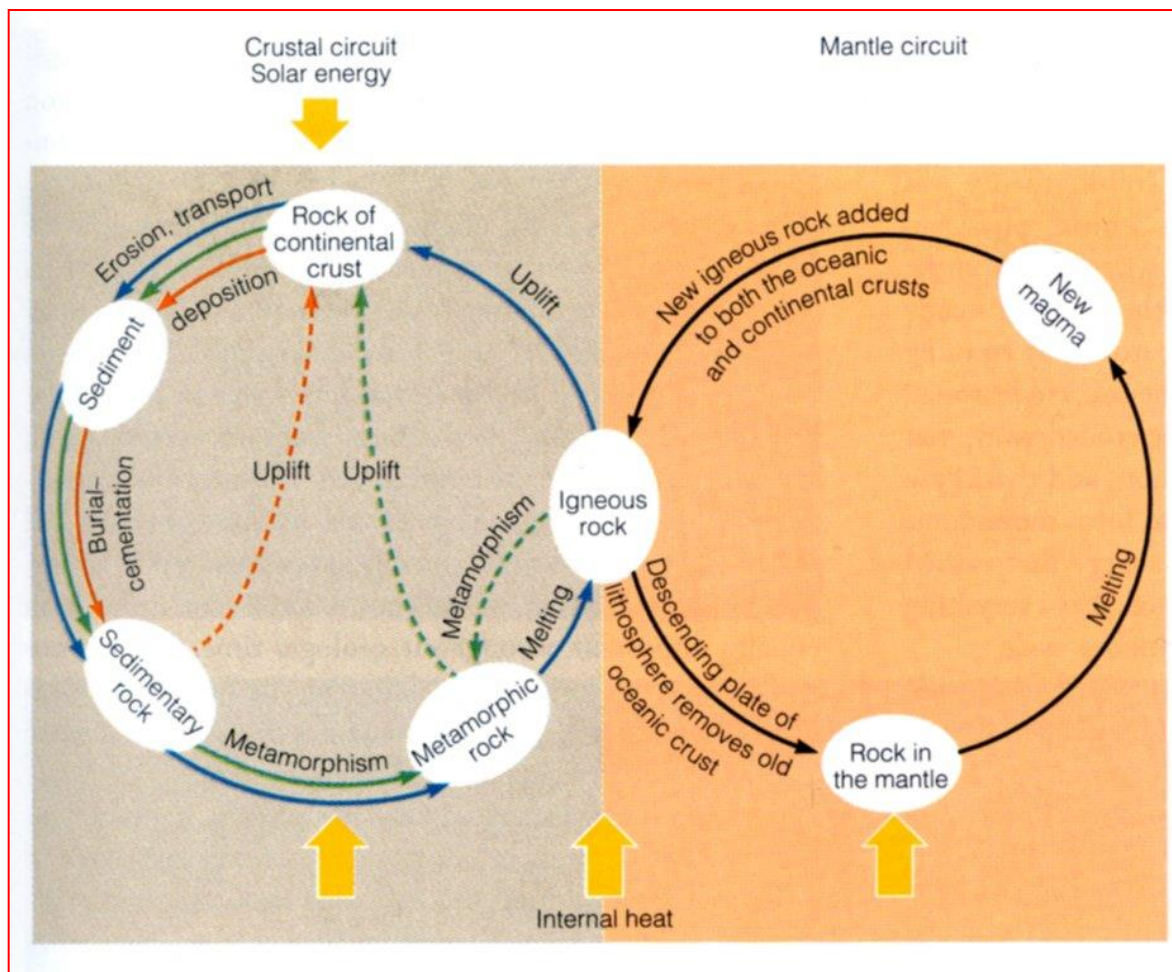 Crustal circuit
Solar energy
Mantle circuit
Erosion, transport
deposition
Rock of
continental
crust
Uplift
New igneous rock added
to both the oceanic
and continental crusts
New
magma
Sediment
Burial–
cementation
Uplift
Uplift
Metamorphism
Igneous
rock
Melting
Descending plate of
lithosphere removes old
oceanic crust
Melting
Sedimentary
rock
Metamorphism
Metamorphic
rock
Rock in
the mantle
Internal heat